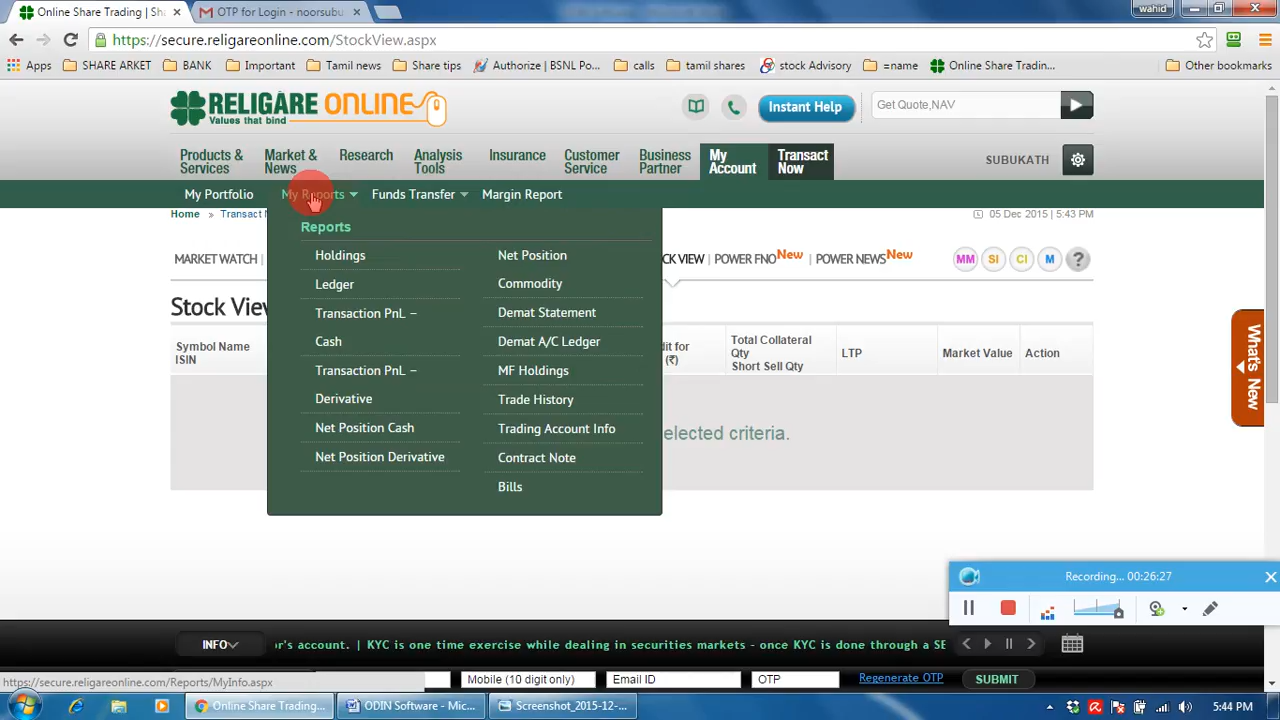 Online Share Trading | Sha
OTP for Login - noorsubu
wahid
https://secure.religareonline.com/StockView.aspx
Apps
SHARE ARKET
BANK
Important
Tamil news
Share tips
Authorize | BSNL Po...
calls
tamil shares
stock Advisory
=name
Online Share Tradin...
Other bookmarks
RELIGARE ONLINE
Values that bind
Instant Help
Get Quote,NAV
Products & Services
Market & News
Research
Analysis Tools
Insurance
Customer Service
Business Partner
My Account
Transact Now
SUBUKATH
My Portfolio
My Reports
Funds Transfer
Margin Report
Home » Transact N
05 Dec 2015 | 5:43 PM
MARKET WATCH |
CK VIEW | POWER FNO New | POWER NEWS New
MM
SI
CI
M
?
Reports
Holdings
Ledger
Transaction PnL – Cash
Transaction PnL – Derivative
Net Position Cash
Net Position Derivative
Net Position
Commodity
Demat Statement
Demat A/C Ledger
MF Holdings
Trade History
Trading Account Info
Contract Note
Bills
Stock Vie
Symbol Name
ISIN
dit for
(₹)
Total Collateral
Qty
Short Sell Qty
LTP
Market Value
Action
elected criteria.
What's New
Recording... 00:26:27
INFO
r's account. | KYC is one time exercise while dealing in securities markets - once KYC is done through a SE
https://secure.religareonline.com/Reports/MyInfo.aspx
Mobile (10 digit only)
Email ID
OTP
Regenerate OTP
SUBMIT
Online Share Trading...
ODIN Software - Mic...
Screenshot_2015-12-...
5:44 PM